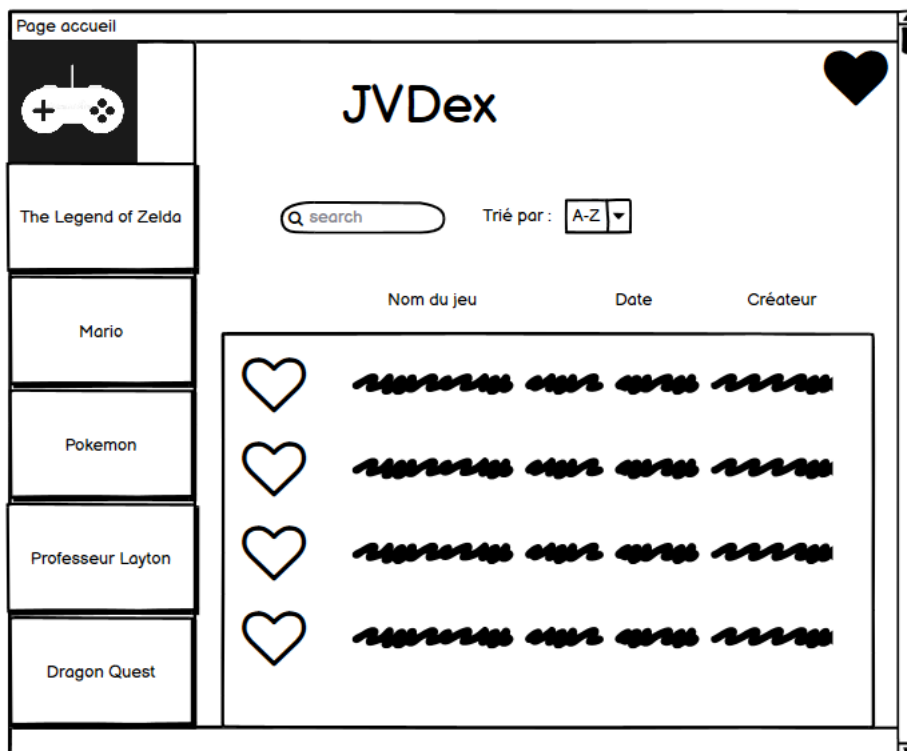 Page accueil
JVDex
The Legend of Zelda
search
Trié par :
A-Z
Nom du jeu
Date
Créateur
Mario
Pokemon
Professeur Layton
Dragon Quest